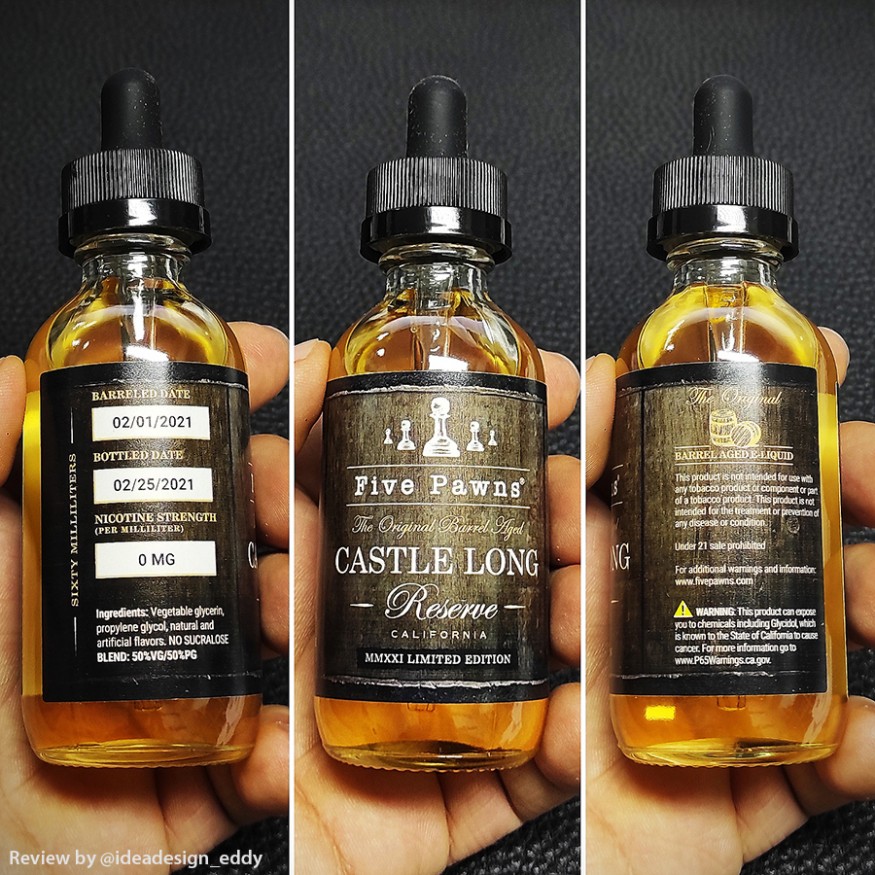 BARRELED DATE
02/01/2021
BOTTLED DATE
02/25/2021
NICOTINE STRENGTH
(PER MILLILITER)
0 MG
SIXTY MILLILITERS
Ingredients: Vegetable glycerin,
propylene glycol, natural and
artificial flavors. NO SUCRALOSE
BLEND: 50%VG/50%PG
Five Pawns®
The Original Barrel Aged
CASTLE LONG
Reserve
CALIFORNIA
MMXXI LIMITED EDITION
The Original
BARREL AGED E-LIQUID
This product is not intended for use with
any tobacco product or component or part
of a tobacco product. This product is not
intended for the treatment or prevention of
any disease or condition.
Under 21 sale prohibited
For additional warnings and information:
www.fivepawns.com
WARNING: This product can expose
you to chemicals including Glycidol, which
is known to the State of California to cause
cancer. For more information go to
www.P65Warnings.ca.gov.
Review by @ideadesign_eddy